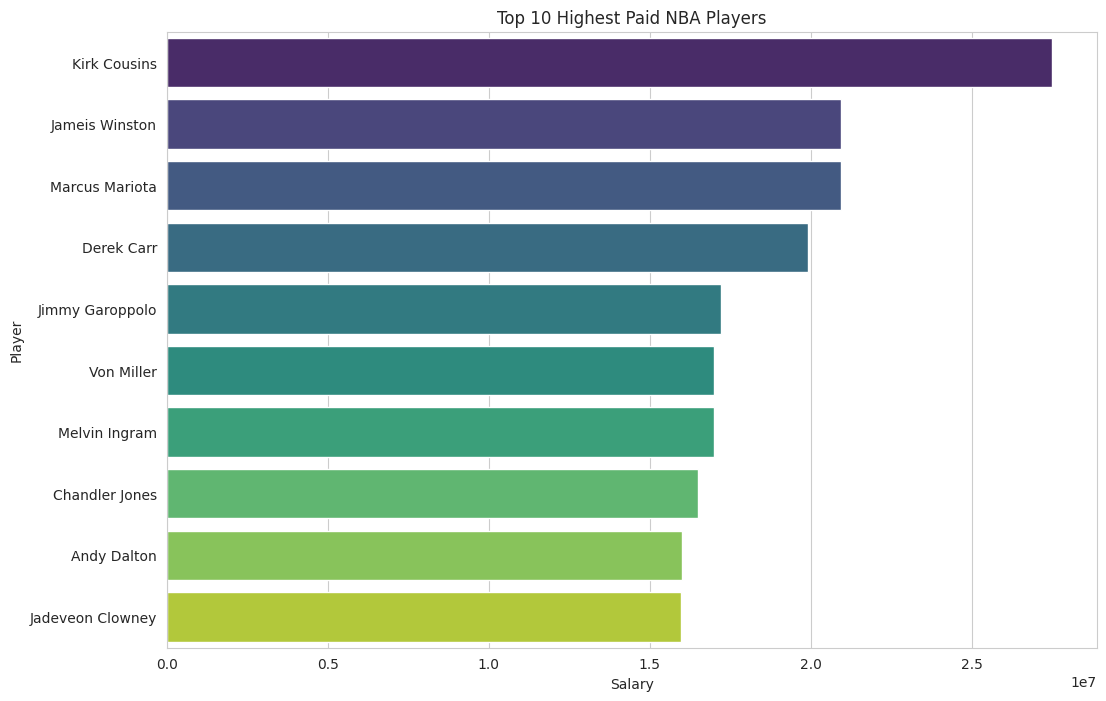 Top 10 Highest Paid NBA Players
Player
Kirk Cousins
Jameis Winston
Marcus Mariota
Derek Carr
Jimmy Garoppolo
Von Miller
Melvin Ingram
Chandler Jones
Andy Dalton
Jadeveon Clowney
0.0 0.5 1.0 1.5 2.0 2.5
Salary
1e7